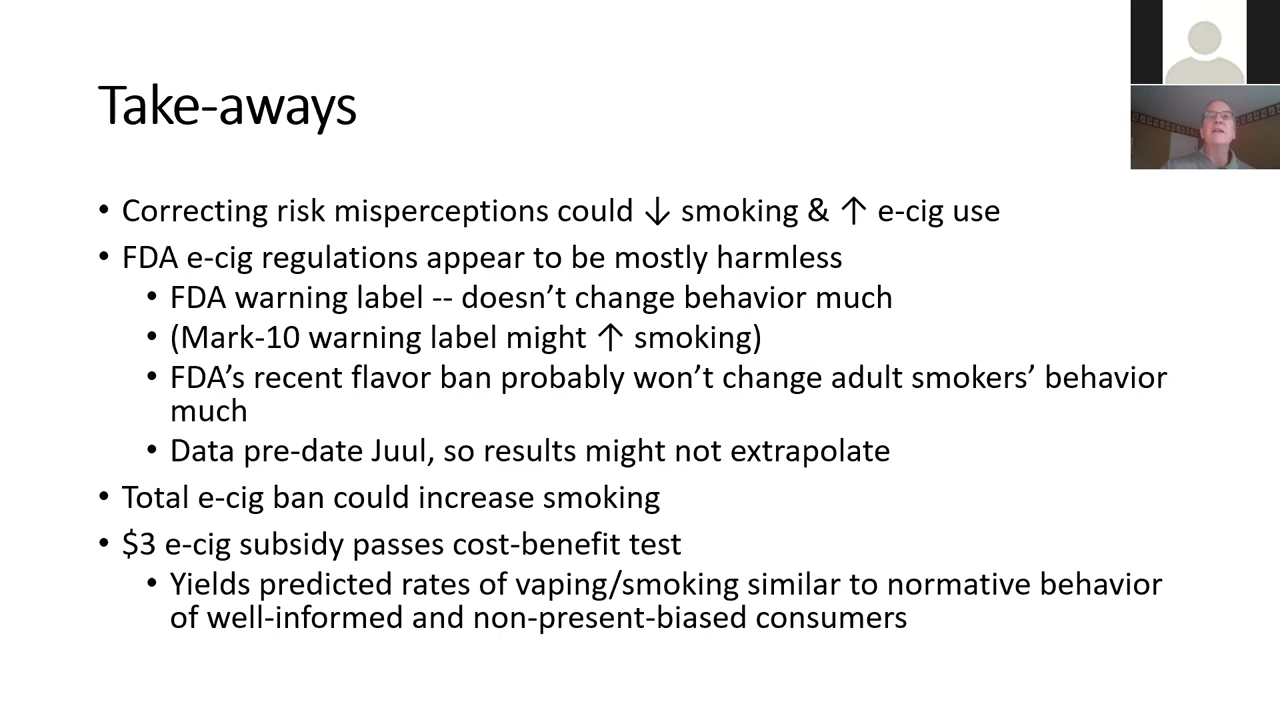 Take-aways
• Correcting risk misperceptions could ↓ smoking & ↑ e-cig use
• FDA e-cig regulations appear to be mostly harmless
• FDA warning label -- doesn’t change behavior much
• (Mark-10 warning label might ↑ smoking)
• FDA’s recent flavor ban probably won’t change adult smokers’ behavior
much
• Data pre-date Juul, so results might not extrapolate
• Total e-cig ban could increase smoking
• $3 e-cig subsidy passes cost-benefit test
• Yields predicted rates of vaping/smoking similar to normative behavior
of well-informed and non-present-biased consumers